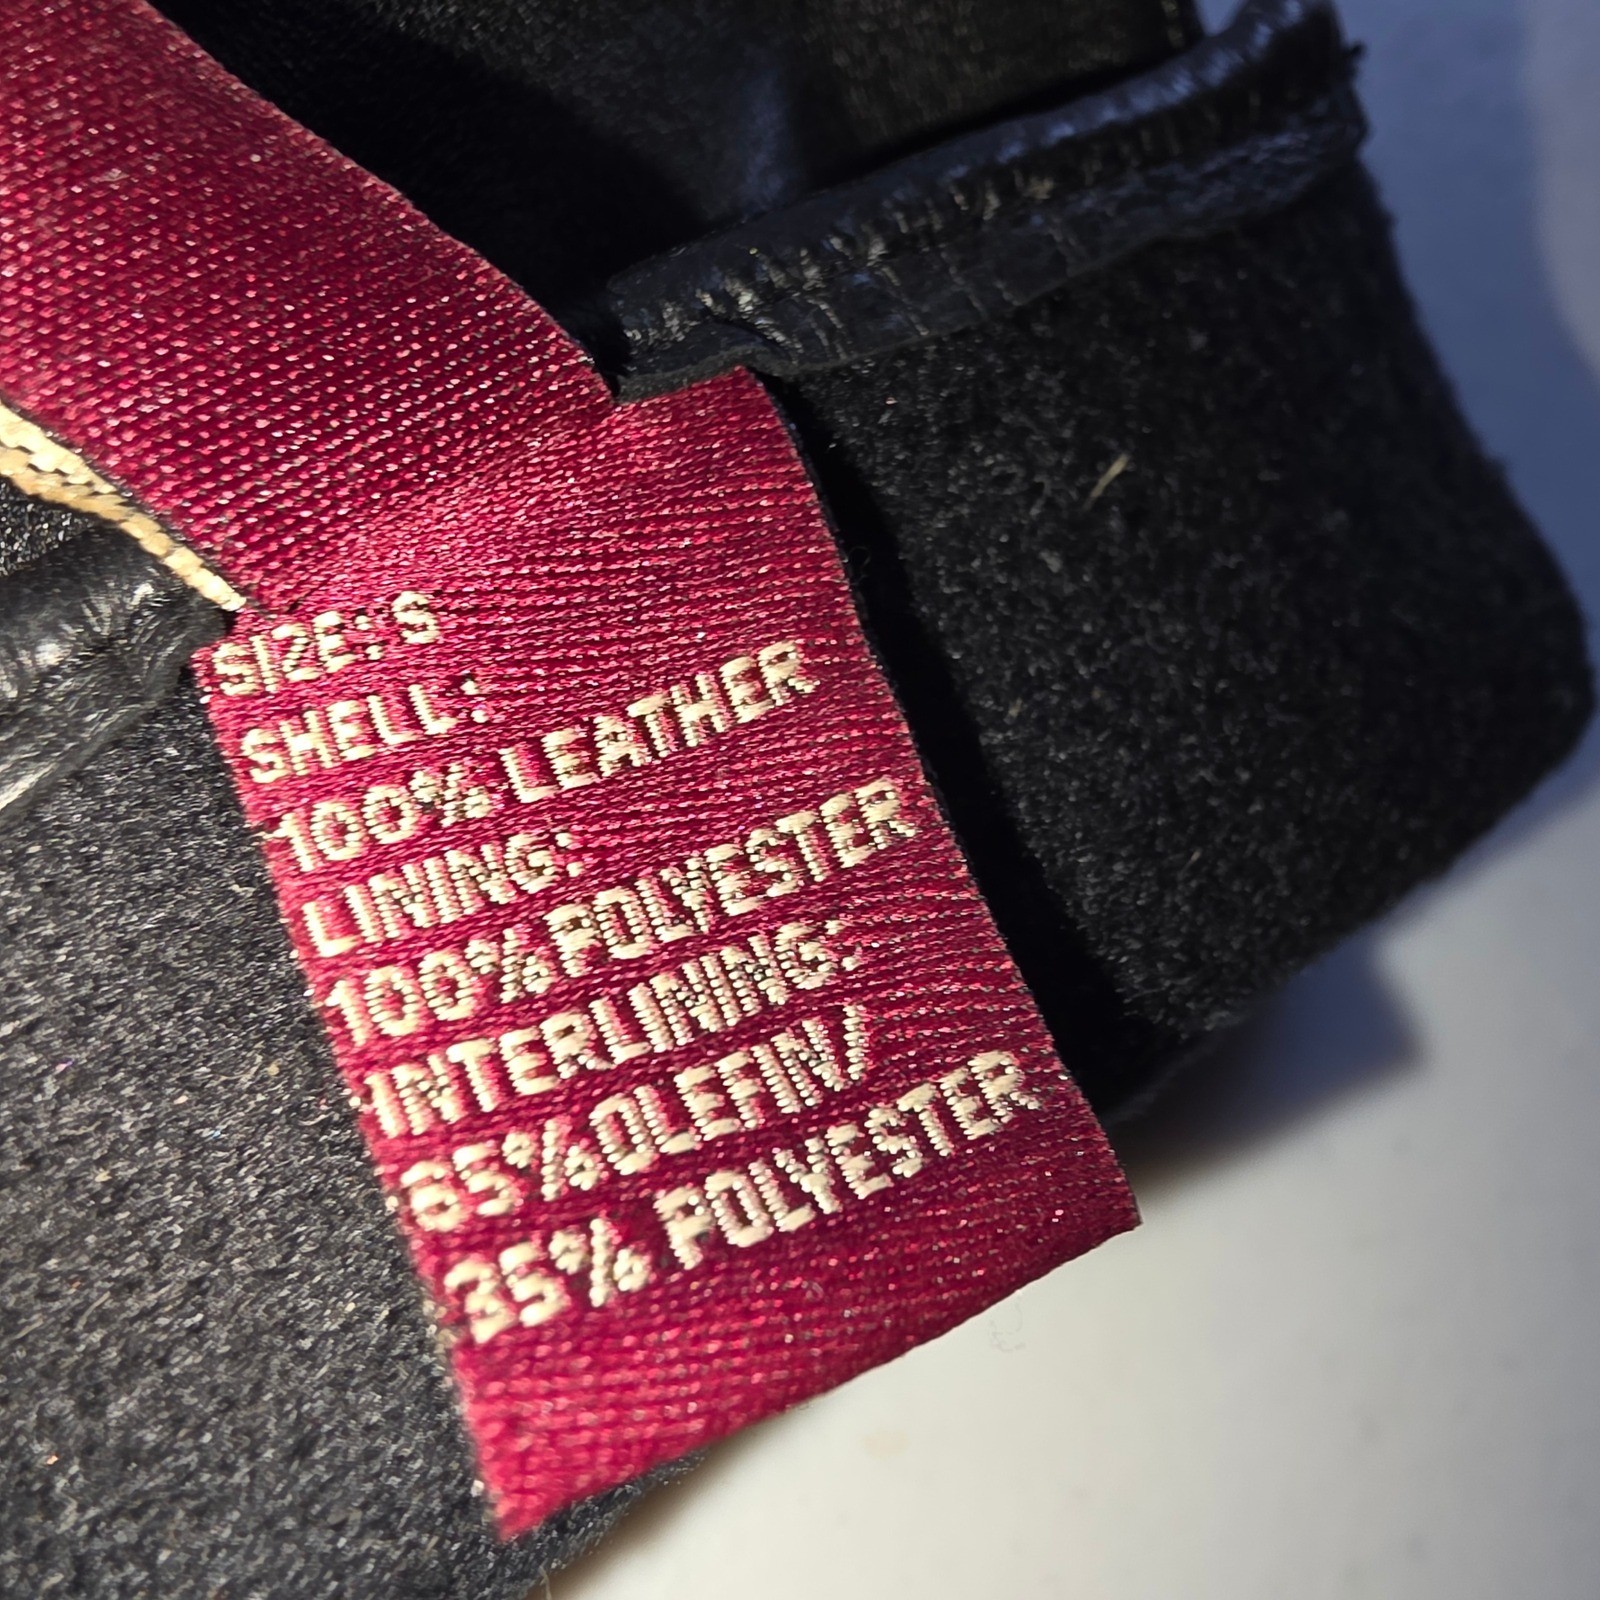 SIZE: S
SHELL:
100% LEATHER
LINING:
100% POLYESTER
INTERLINING:
65% OLEFIN/
35% POLYESTER